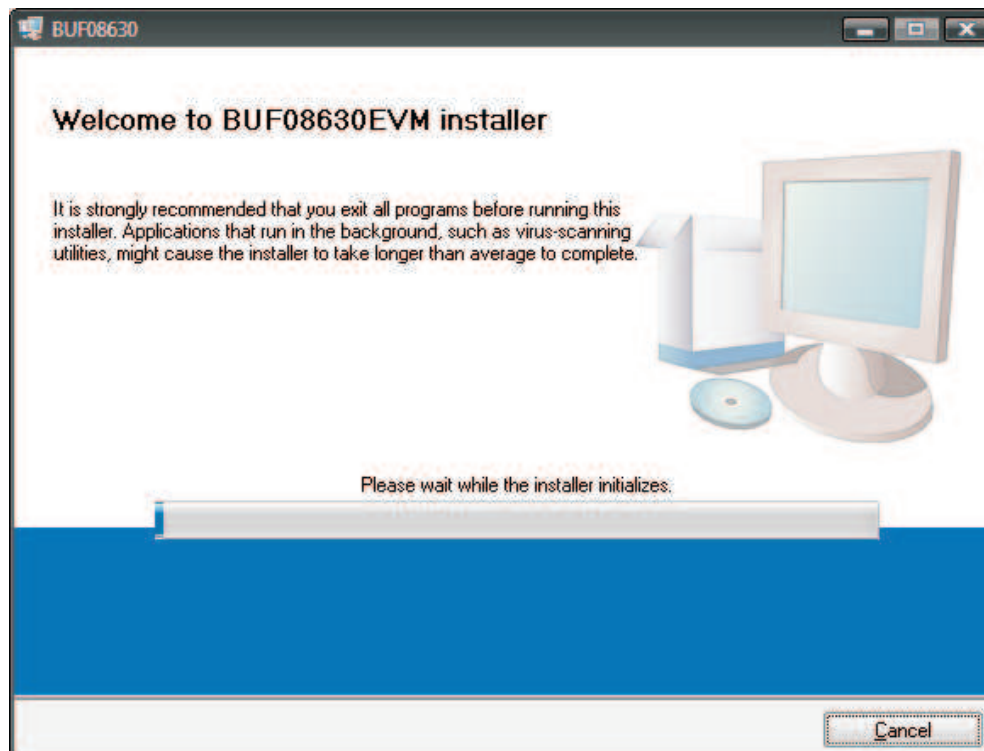 BUF08630
Welcome to BUF08630EVM installer
It is strongly recommended that you exit all programs before running this
installer. Applications that run in the background, such as virus-scanning
utilities, might cause the installer to take longer than average to complete.
Please wait while the installer initializes.
Cancel